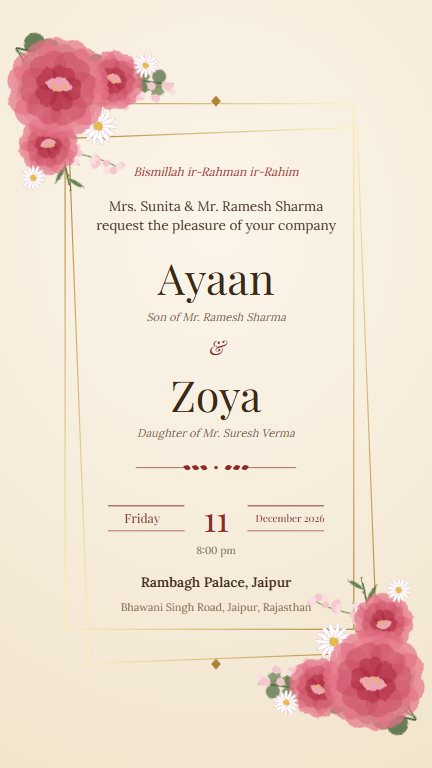 Bismillah ir-Rahman ir-Rahim
Mrs. Sunita & Mr. Ramesh Sharma
request the pleasure of your company
Ayaan
Son of Mr. Ramesh Sharma
&
Zoya
Daughter of Mr. Suresh Verma
Friday 11 December 2026
8:00 pm
Rambagh Palace, Jaipur
Bhawani Singh Road, Jaipur, Rajasthan